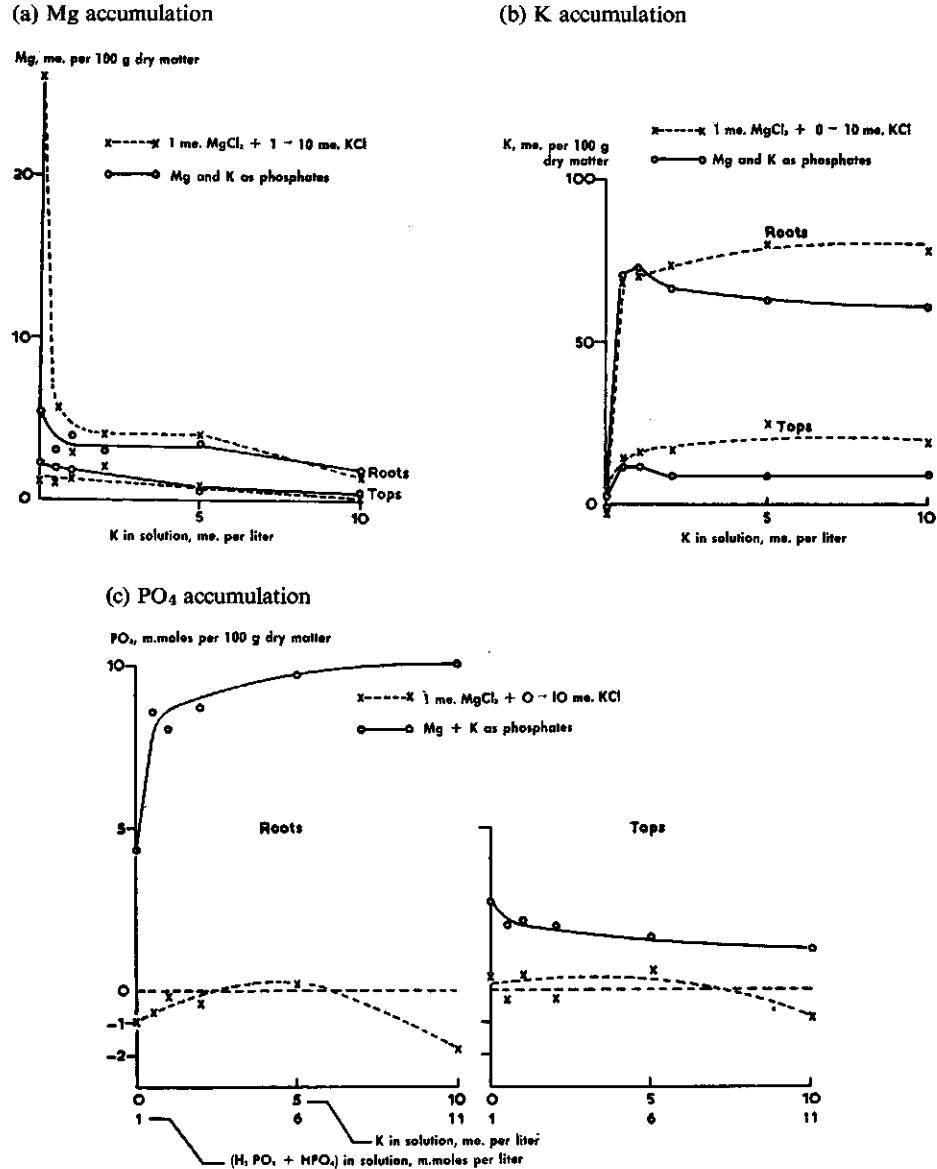 (a) Mg accumulation
Mg, me. per 100 g dry matter
x-----x 1 me. MgCl₂ + 1 - 10 me. KCl
o——o Mg and K as phosphates
20
10
0
Roots
Tops
5
10
K in solution, me. per liter
(b) K accumulation
x-----x 1 me. MgCl₂ + 0 - 10 me. KCl
o——o Mg and K as phosphates
K, me. per 100 g
dry matter
100
50
0
Roots
Tops
5
10
K in solution, me. per liter
(c) PO₄ accumulation
PO₄, m.moles per 100 g dry matter
x-----x 1 me. MgCl₂ + 0 - 10 me. KCl
o——o Mg + K as phosphates
10
5
0
-1
-2
Roots
Tops
0 5 10
1 6 11
0 5 10
1 6 11
K in solution, me. per liter
(H₂ PO₄ + HPO₄) in solution, m.moles per liter